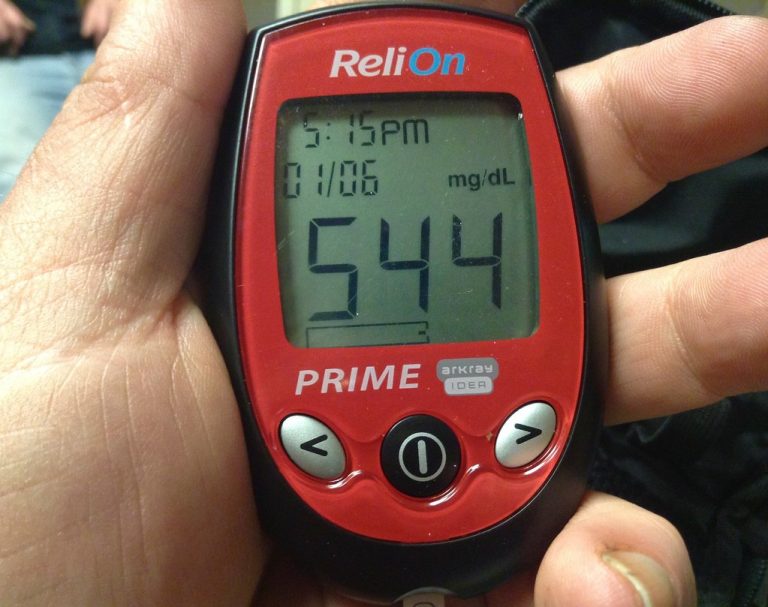 ReliOn
5:15PM
01/06 mg/dL
544
PRIME arkray
IDEA
< >